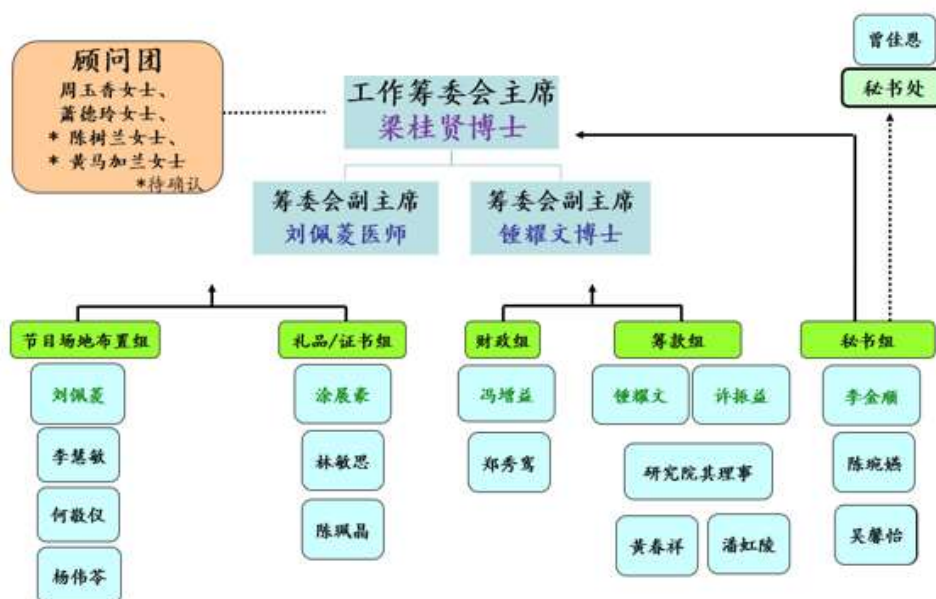 顾问团
周玉香女士、
萧德玲女士、
* 陈树兰女士、
* 黄马加兰女士
*待确认
工作筹委会主席
梁桂贤博士
曾佳恩
秘书处
筹委会副主席
刘佩菱医师
筹委会副主席
锺耀文博士
节目场地布置组
刘佩菱
李慧敏
何敬仪
杨伟苓
礼品/证书组
涂展豪
林敏思
陈珮晶
财政组
冯增益
郑秀骞
筹款组
锺耀文
许振益
研究院其理事
黄春祥
潘虹陵
秘书组
李金顺
陈琬嬿
吴馨怡